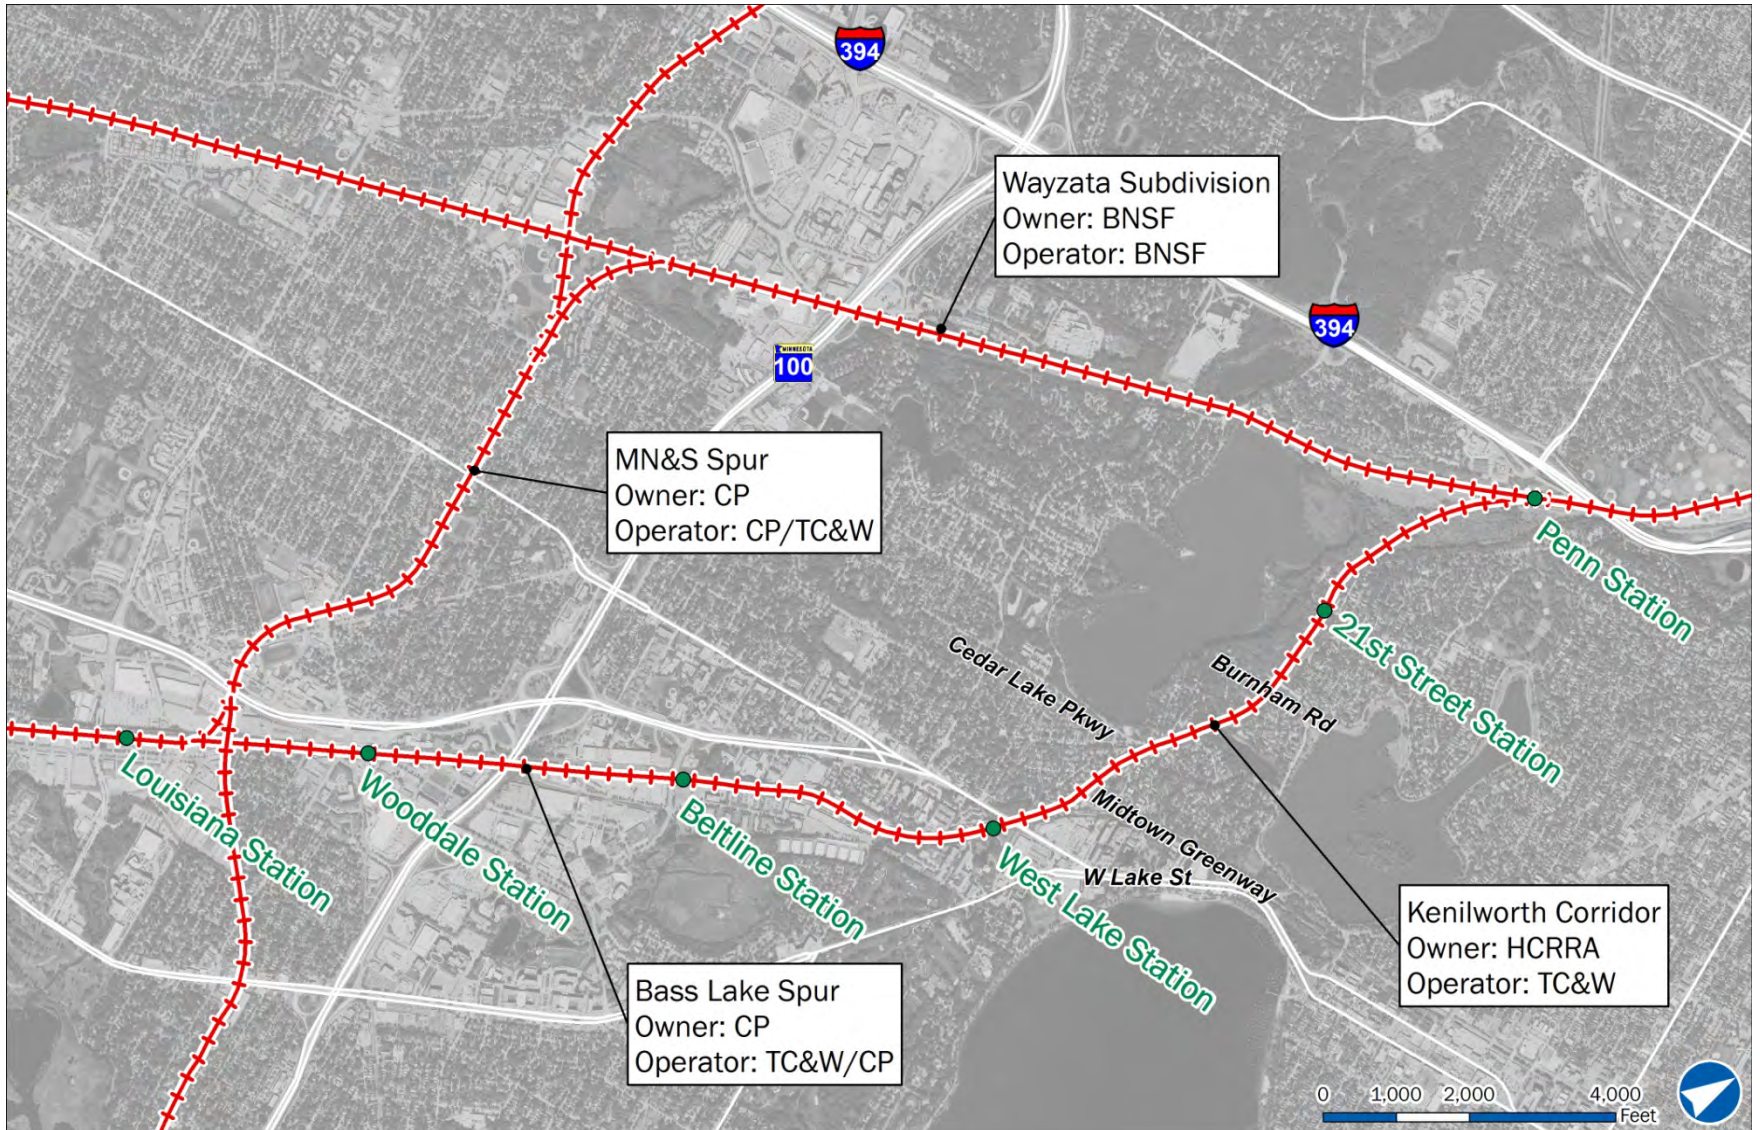 394
Wayzata Subdivision
Owner: BNSF
Operator: BNSF
394
MINNESOTA
100
MN&S Spur
Owner: CP
Operator: CP/TC&W
Penn Station
21st Street Station
Burnham Rd
Cedar Lake Pkwy
Midtown Greenway
W Lake St
West Lake Station
Beltline Station
Wooddale Station
Louisiana Station
Kenilworth Corridor
Owner: HCRRA
Operator: TC&W
Bass Lake Spur
Owner: CP
Operator: TC&W/CP
0 1,000 2,000 4,000
Feet